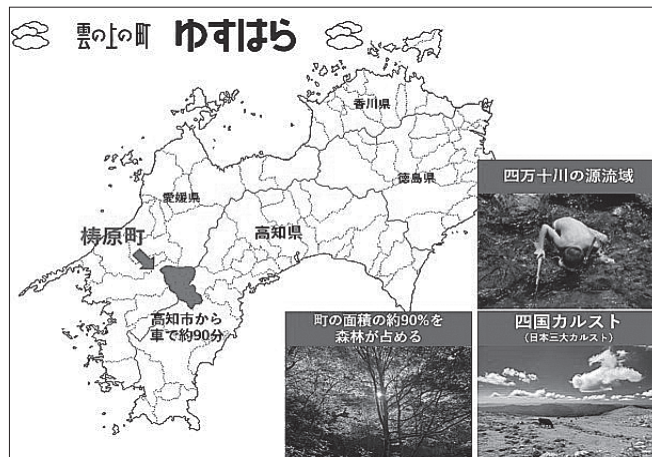 雲の上の町 ゆすはら
香川県
徳島県
愛媛県
高知県
梼原町
高知市から
車で約90分
四万十川の源流域
町の面積の約90%を
森林が占める
四国カルスト
(日本三大カルスト)